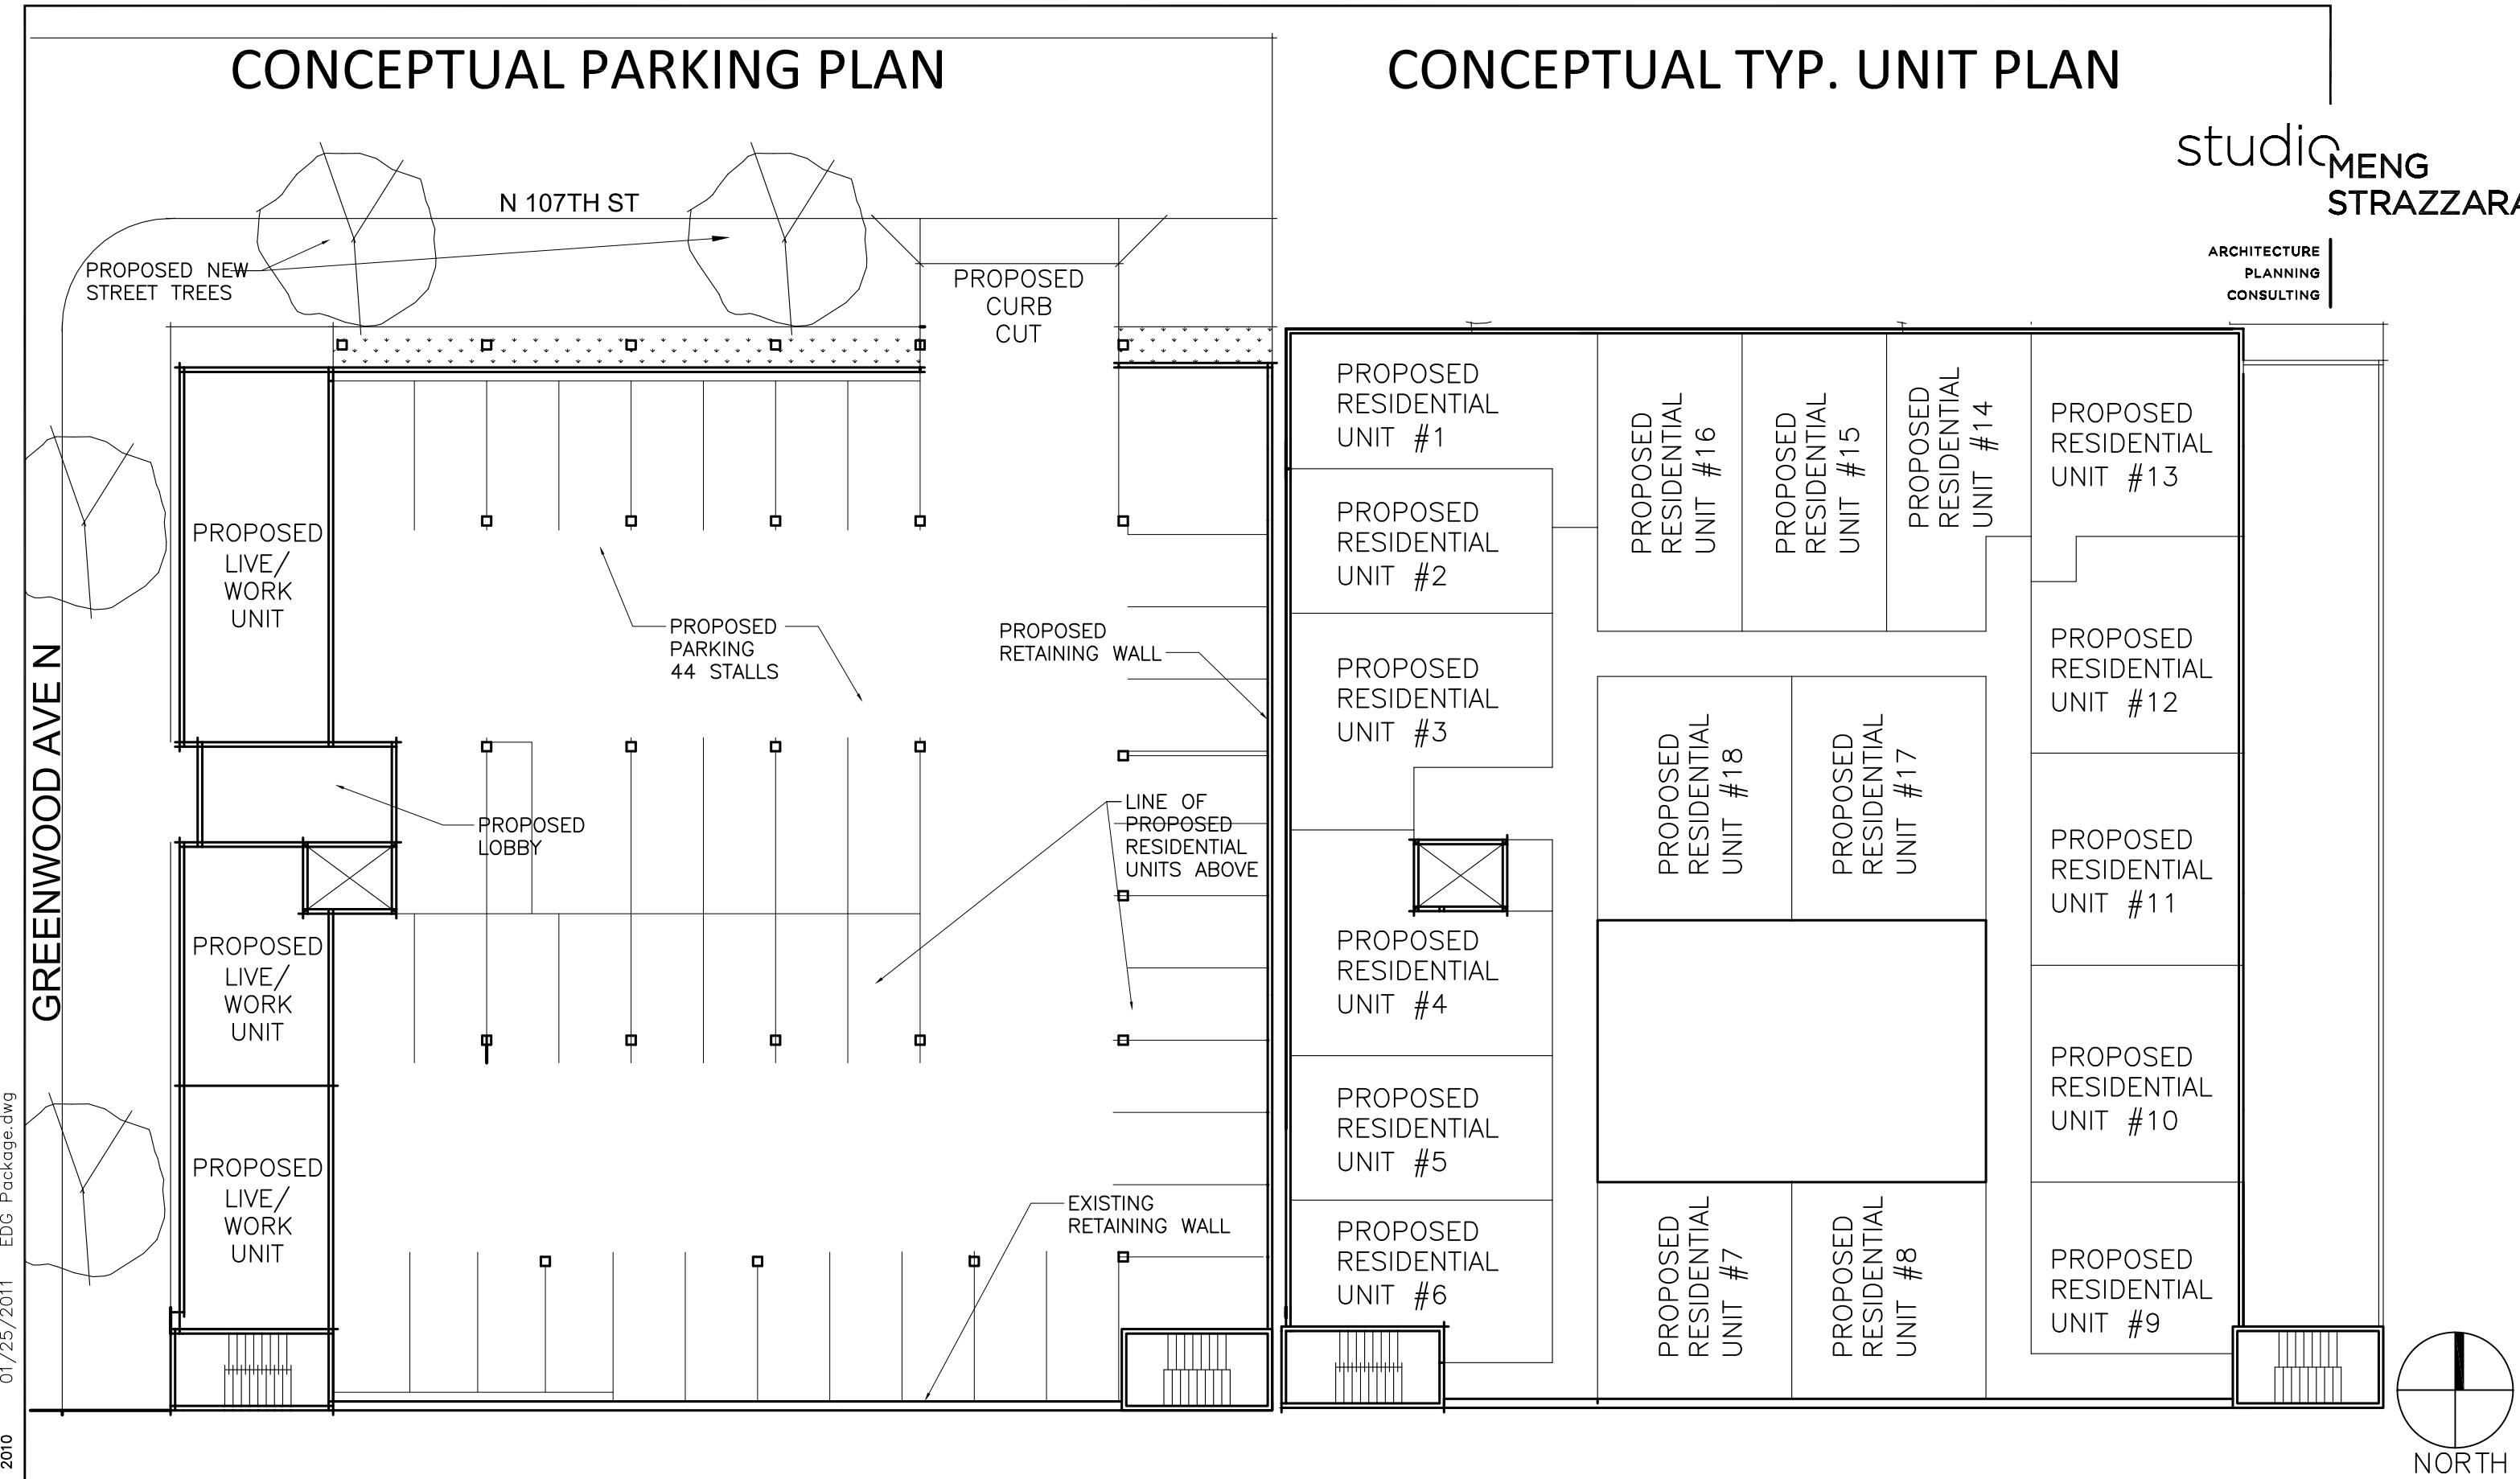 CONCEPTUAL PARKING PLAN
CONCEPTUAL TYP. UNIT PLAN
studio
MENG
STRAZZARA
ARCHITECTURE
PLANNING
CONSULTING
N 107TH ST
PROPOSED NEW
STREET TREES
PROPOSED
CURB
CUT
GREENWOOD AVE N
PROPOSED
LIVE/
WORK
UNIT
PROPOSED
PARKING
44 STALLS
PROPOSED
RETAINING WALL
PROPOSED
LOBBY
LINE OF
PROPOSED
RESIDENTIAL
UNITS ABOVE
PROPOSED
LIVE/
WORK
UNIT
PROPOSED
LIVE/
WORK
UNIT
EXISTING
RETAINING WALL
PROPOSED
RESIDENTIAL
UNIT #1
PROPOSED
RESIDENTIAL
UNIT #2
PROPOSED
RESIDENTIAL
UNIT #3
PROPOSED
RESIDENTIAL
UNIT #4
PROPOSED
RESIDENTIAL
UNIT #5
PROPOSED
RESIDENTIAL
UNIT #6
PROPOSED
RESIDENTIAL
UNIT #16
PROPOSED
RESIDENTIAL
UNIT #15
PROPOSED
RESIDENTIAL
UNIT #14
PROPOSED
RESIDENTIAL
UNIT #18
PROPOSED
RESIDENTIAL
UNIT #17
PROPOSED
RESIDENTIAL
UNIT #7
PROPOSED
RESIDENTIAL
UNIT #8
PROPOSED
RESIDENTIAL
UNIT #13
PROPOSED
RESIDENTIAL
UNIT #12
PROPOSED
RESIDENTIAL
UNIT #11
PROPOSED
RESIDENTIAL
UNIT #10
PROPOSED
RESIDENTIAL
UNIT #9
NORTH
01/25/2011 EDG Package.dwg
2010